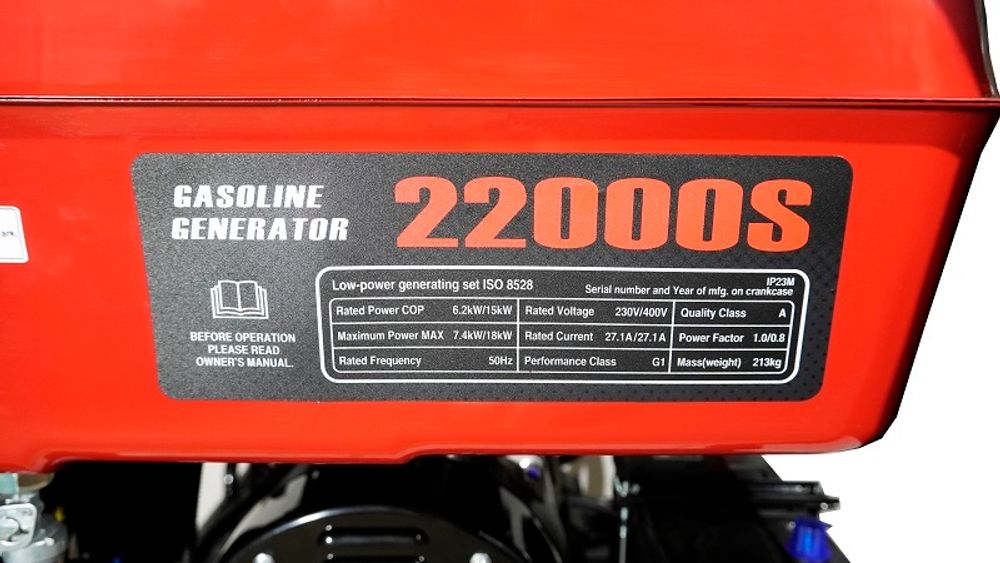 GASOLINE
GENERATOR
22000S
BEFORE OPERATION
PLEASE READ
OWNER'S MANUAL.
IP23M
Low-power generating set ISO 8528 Serial number and Year of mfg. on crankcase
Rated Power COP 6.2kW/15kW Rated Voltage 230V/400V Quality Class A
Maximum Power MAX 7.4kW/18kW Rated Current 27.1A/27.1A Power Factor 1.0/0.8
Rated Frequency 50Hz Performance Class G1 Mass(weight) 213kg